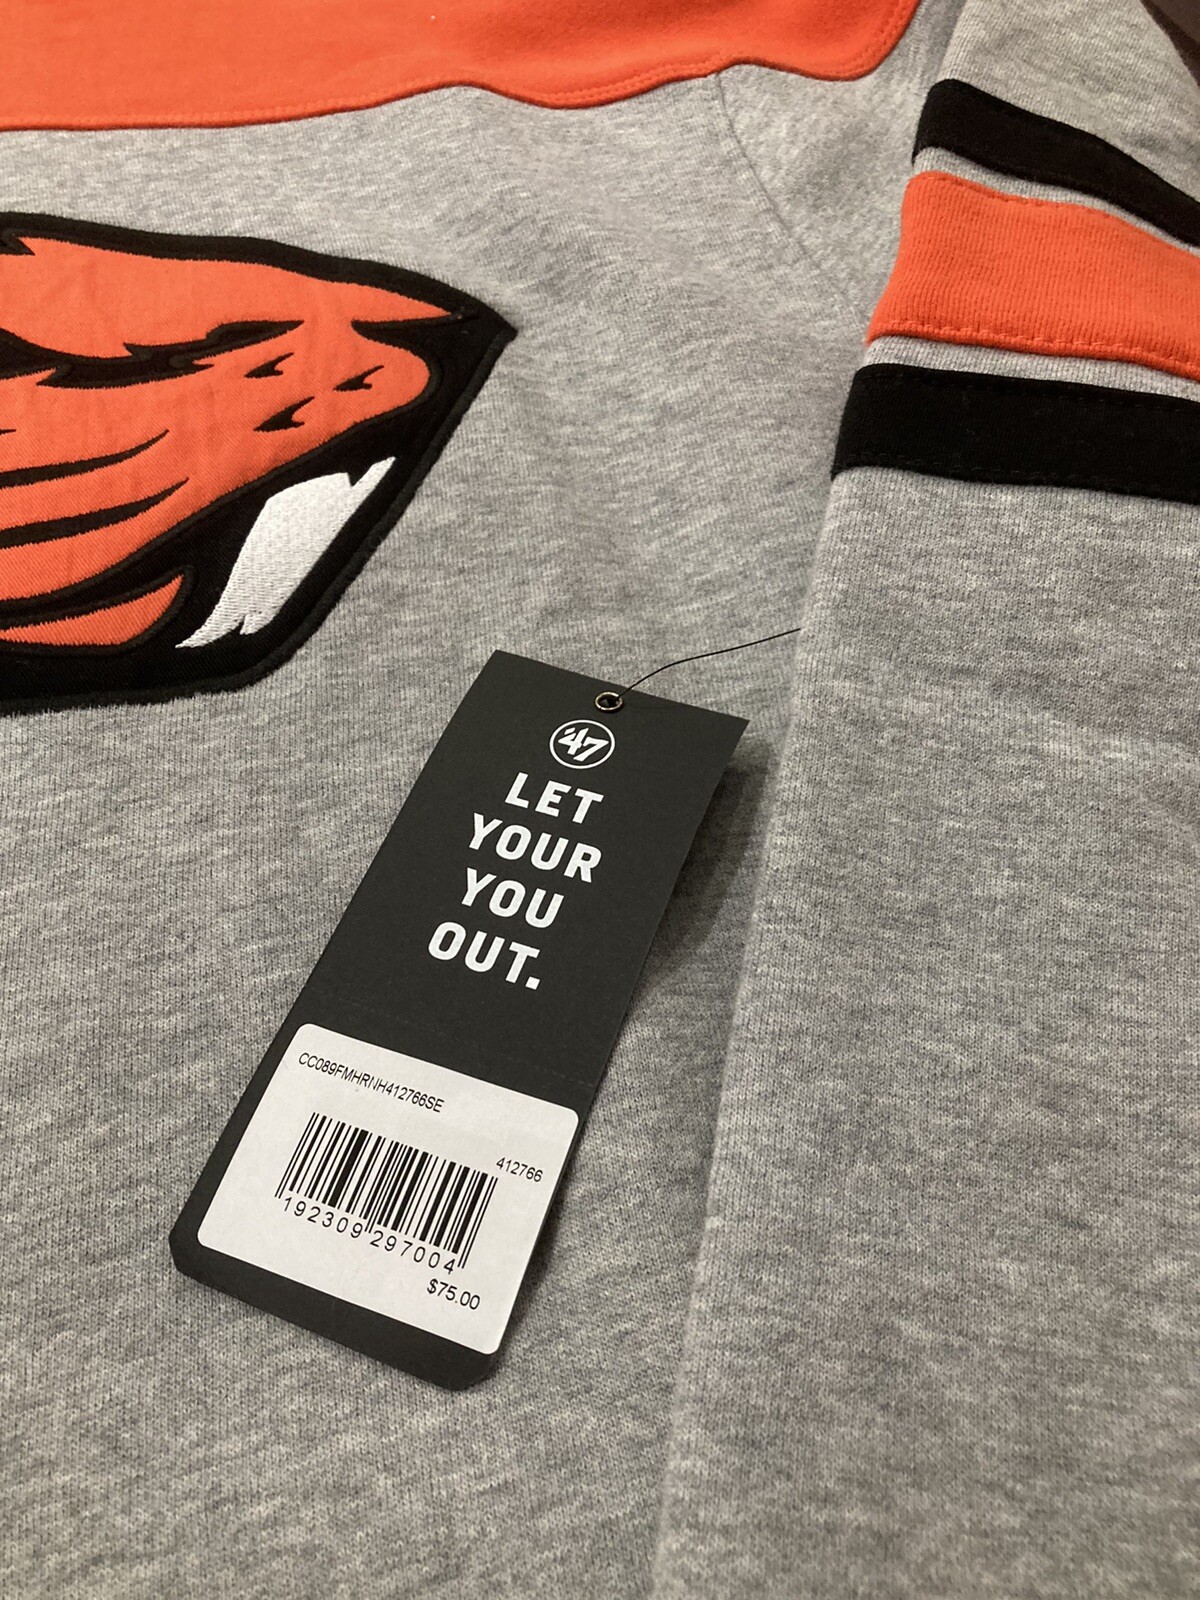 '47
LET
YOUR
YOU
OUT.
CC089FMHRNH412766SE
412766
192309297004
$75.00